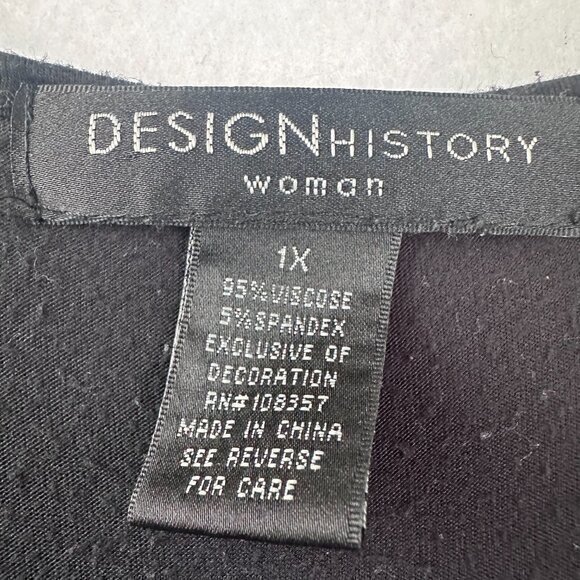 DESIGNHISTORY
woman
1X
95%VISCOSE
5%SPANDEX
EXCLUSIVE OF
DECORATION
RN#108357
MADE IN CHINA
SEE REVERSE
FOR CARE